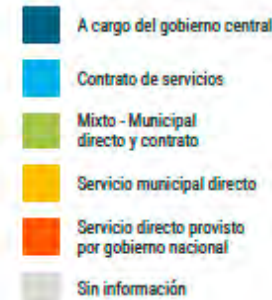 A cargo del gobierno central
Contrato de servicios
Mixto - Municipal
directo y contrato
Servicio municipal directo
Servicio directo provisto
por gobierno nacional
Sin información